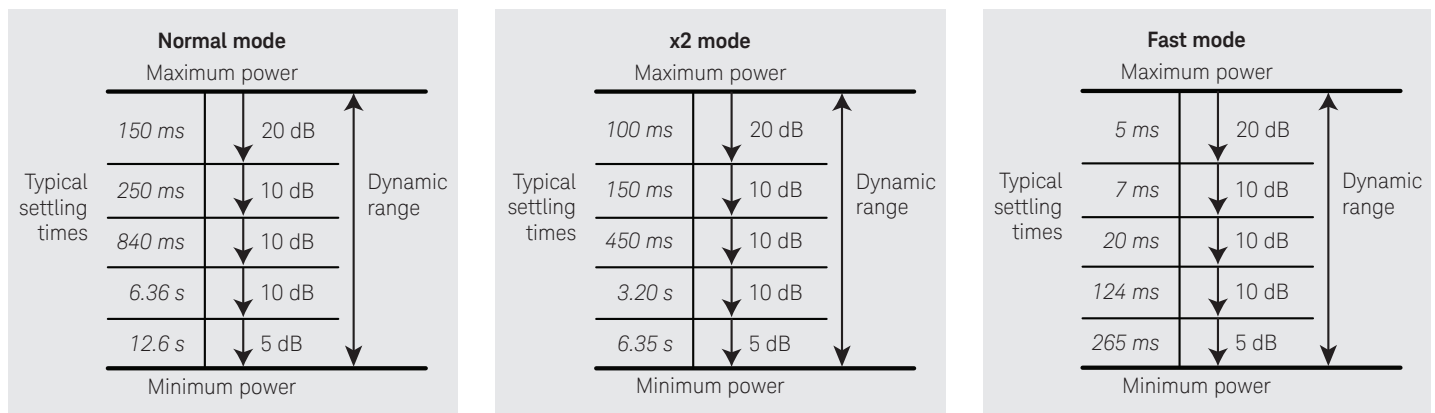 Normal mode
Maximum power
150 ms 20 dB
Typical settling times
250 ms 10 dB
Dynamic range
840 ms 10 dB
6.36 s 10 dB
12.6 s 5 dB
Minimum power
x2 mode
Maximum power
100 ms 20 dB
Typical settling times
150 ms 10 dB
Dynamic range
450 ms 10 dB
3.20 s 10 dB
6.35 s 5 dB
Minimum power
Fast mode
Maximum power
5 ms 20 dB
Typical settling times
7 ms 10 dB
Dynamic range
20 ms 10 dB
124 ms 10 dB
265 ms 5 dB
Minimum power